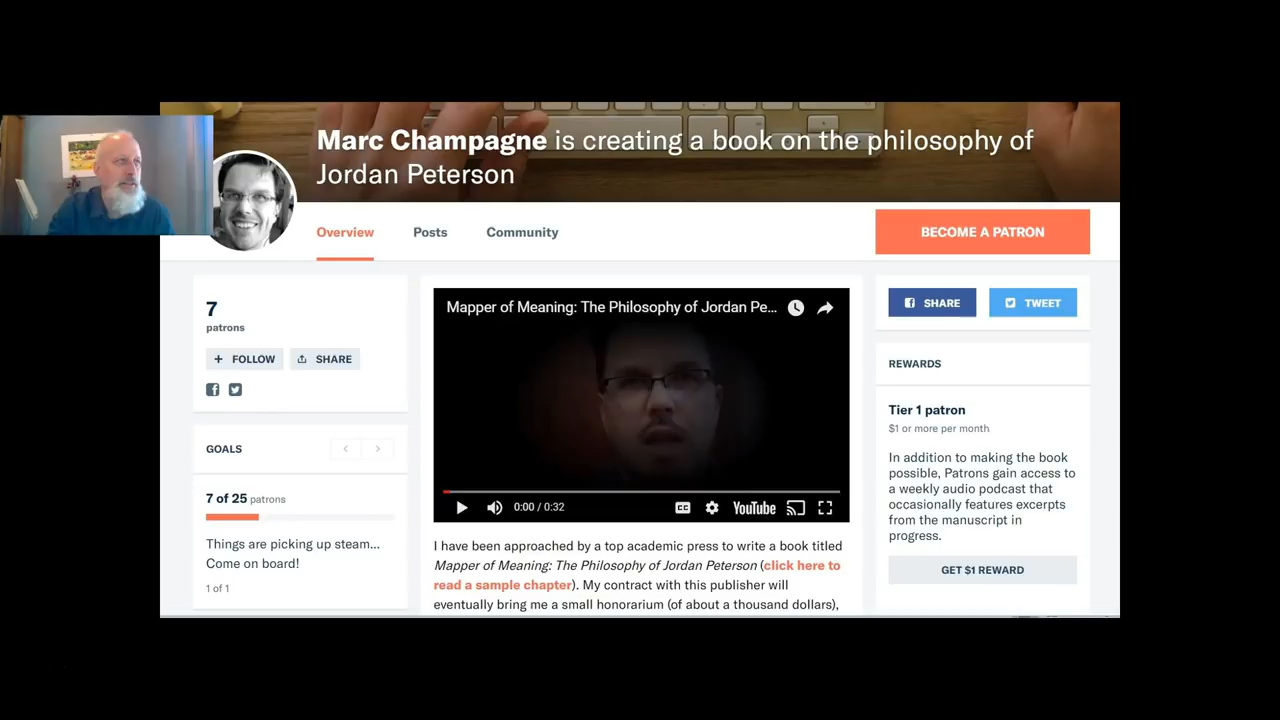 Marc Champagne is creating a book on the philosophy of
Jordan Peterson
Overview
Posts
Community
BECOME A PATRON
7
patrons
+ FOLLOW
SHARE
GOALS
7 of 25 patrons
Things are picking up steam...
Come on board!
1 of 1
Mapper of Meaning: The Philosophy of Jordan Pe...
0:00 / 0:32
CC
YouTube
I have been approached by a top academic press to write a book titled
Mapper of Meaning: The Philosophy of Jordan Peterson (click here to
read a sample chapter). My contract with this publisher will
eventually bring me a small honorarium (of about a thousand dollars),
SHARE
TWEET
REWARDS
Tier 1 patron
$1 or more per month
In addition to making the book
possible, Patrons gain access to
a weekly audio podcast that
occasionally features excerpts
from the manuscript in
progress.
GET $1 REWARD